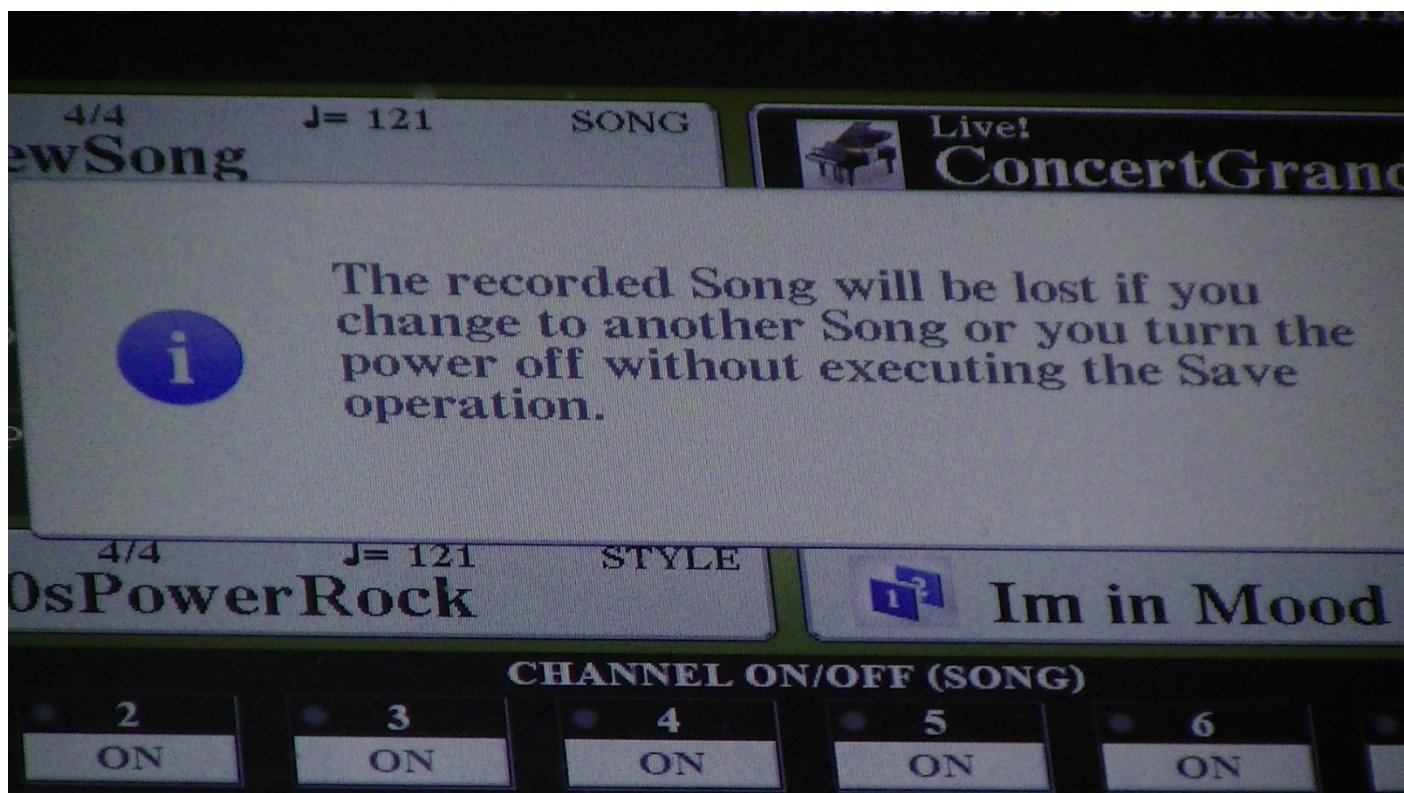 4/4 ♩= 121 SONG
ewSong
Live!
ConcertGranc
The recorded Song will be lost if you
change to another Song or you turn the
power off without executing the Save
operation.
4/4 ♩= 121 STYLE
0sPowerRock
1 2
Im in Mood
CHANNEL ON/OFF (SONG)
2 3 4 5 6
ON ON ON ON ON